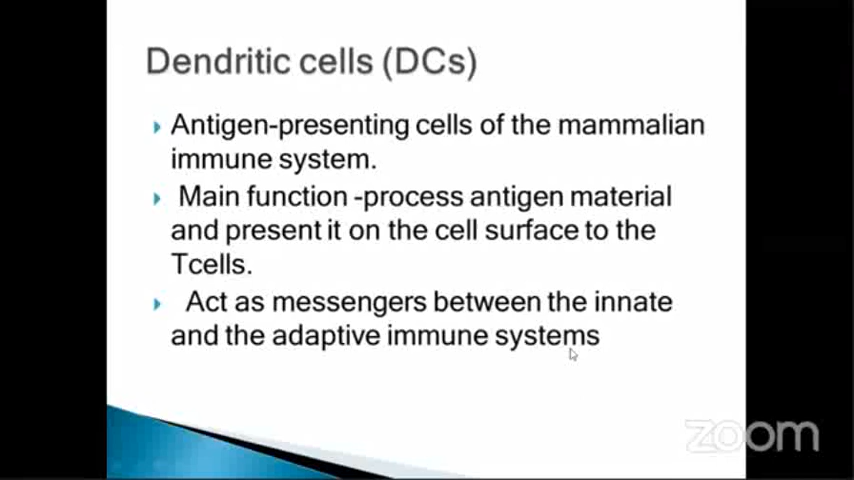 Dendritic cells (DCs)
Antigen-presenting cells of the mammalian
immune system.
Main function -process antigen material
and present it on the cell surface to the
Tcells.
Act as messengers between the innate
and the adaptive immune systems
zoom